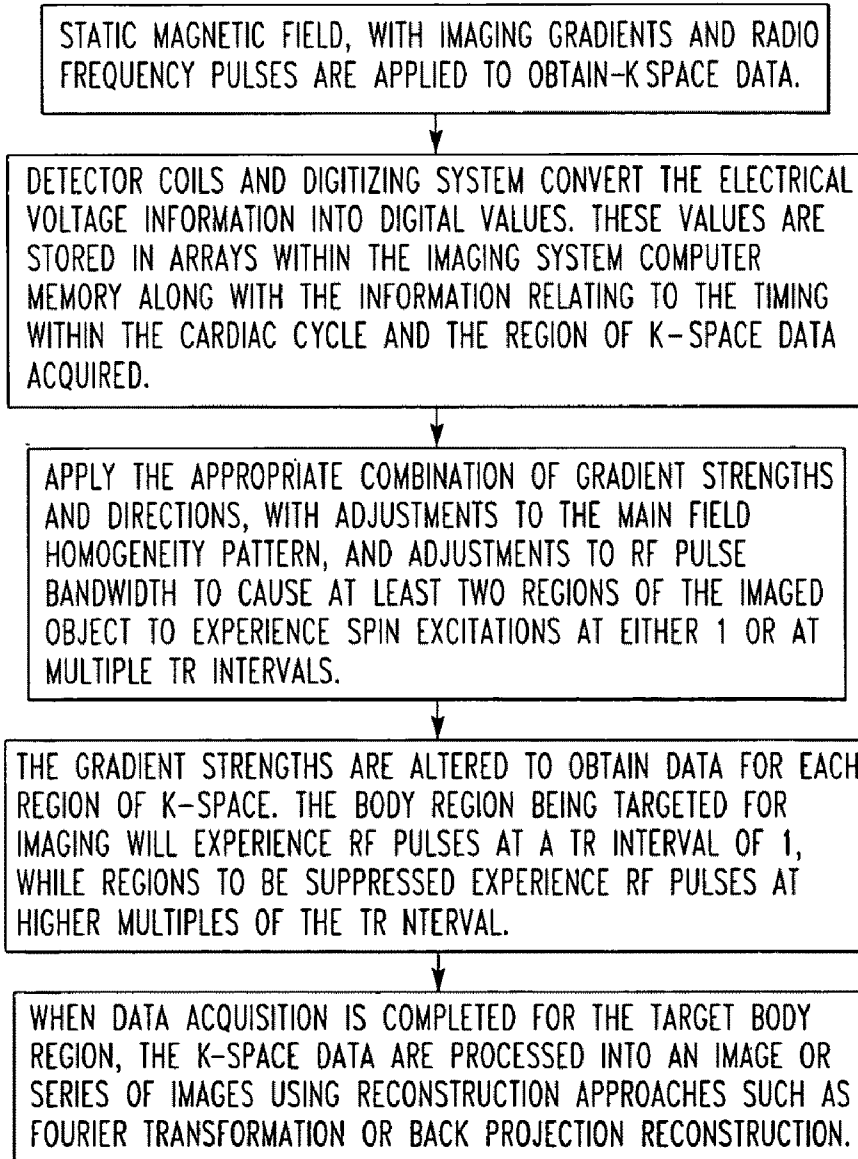 STATIC MAGNETIC FIELD, WITH IMAGING GRADIENTS AND RADIO
FREQUENCY PULSES ARE APPLIED TO OBTAIN-K SPACE DATA.
DETECTOR COILS AND DIGITIZING SYSTEM CONVERT THE ELECTRICAL
VOLTAGE INFORMATION INTO DIGITAL VALUES. THESE VALUES ARE
STORED IN ARRAYS WITHIN THE IMAGING SYSTEM COMPUTER
MEMORY ALONG WITH THE INFORMATION RELATING TO THE TIMING
WITHIN THE CARDIAC CYCLE AND THE REGION OF K-SPACE DATA
ACQUIRED.
APPLY THE APPROPRIATE COMBINATION OF GRADIENT STRENGTHS
AND DIRECTIONS, WITH ADJUSTMENTS TO THE MAIN FIELD
HOMOGENEITY PATTERN, AND ADJUSTMENTS TO RF PULSE
BANDWIDTH TO CAUSE AT LEAST TWO REGIONS OF THE IMAGED
OBJECT TO EXPERIENCE SPIN EXCITATIONS AT EITHER 1 OR AT
MULTIPLE TR INTERVALS.
THE GRADIENT STRENGTHS ARE ALTERED TO OBTAIN DATA FOR EACH
REGION OF K-SPACE. THE BODY REGION BEING TARGETED FOR
IMAGING WILL EXPERIENCE RF PULSES AT A TR INTERVAL OF 1,
WHILE REGIONS TO BE SUPPRESSED EXPERIENCE RF PULSES AT
HIGHER MULTIPLES OF THE TR NTERVAL.
WHEN DATA ACQUISITION IS COMPLETED FOR THE TARGET BODY
REGION, THE K-SPACE DATA ARE PROCESSED INTO AN IMAGE OR
SERIES OF IMAGES USING RECONSTRUCTION APPROACHES SUCH AS
FOURIER TRANSFORMATION OR BACK PROJECTION RECONSTRUCTION.